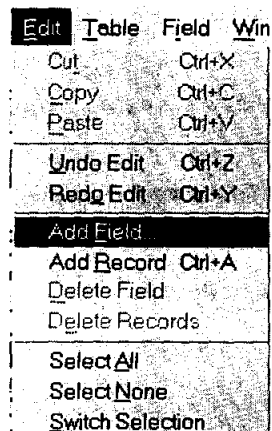 Edit Table Field Win
Cut Ctrl+X
Copy Ctrl+C
Paste Ctrl+V
Undo Edit Ctrl+Z
Redo Edit Ctrl+Y
Add Field...
Add Record Ctrl+A
Delete Field
Delete Records
Select All
Select None
Switch Selection